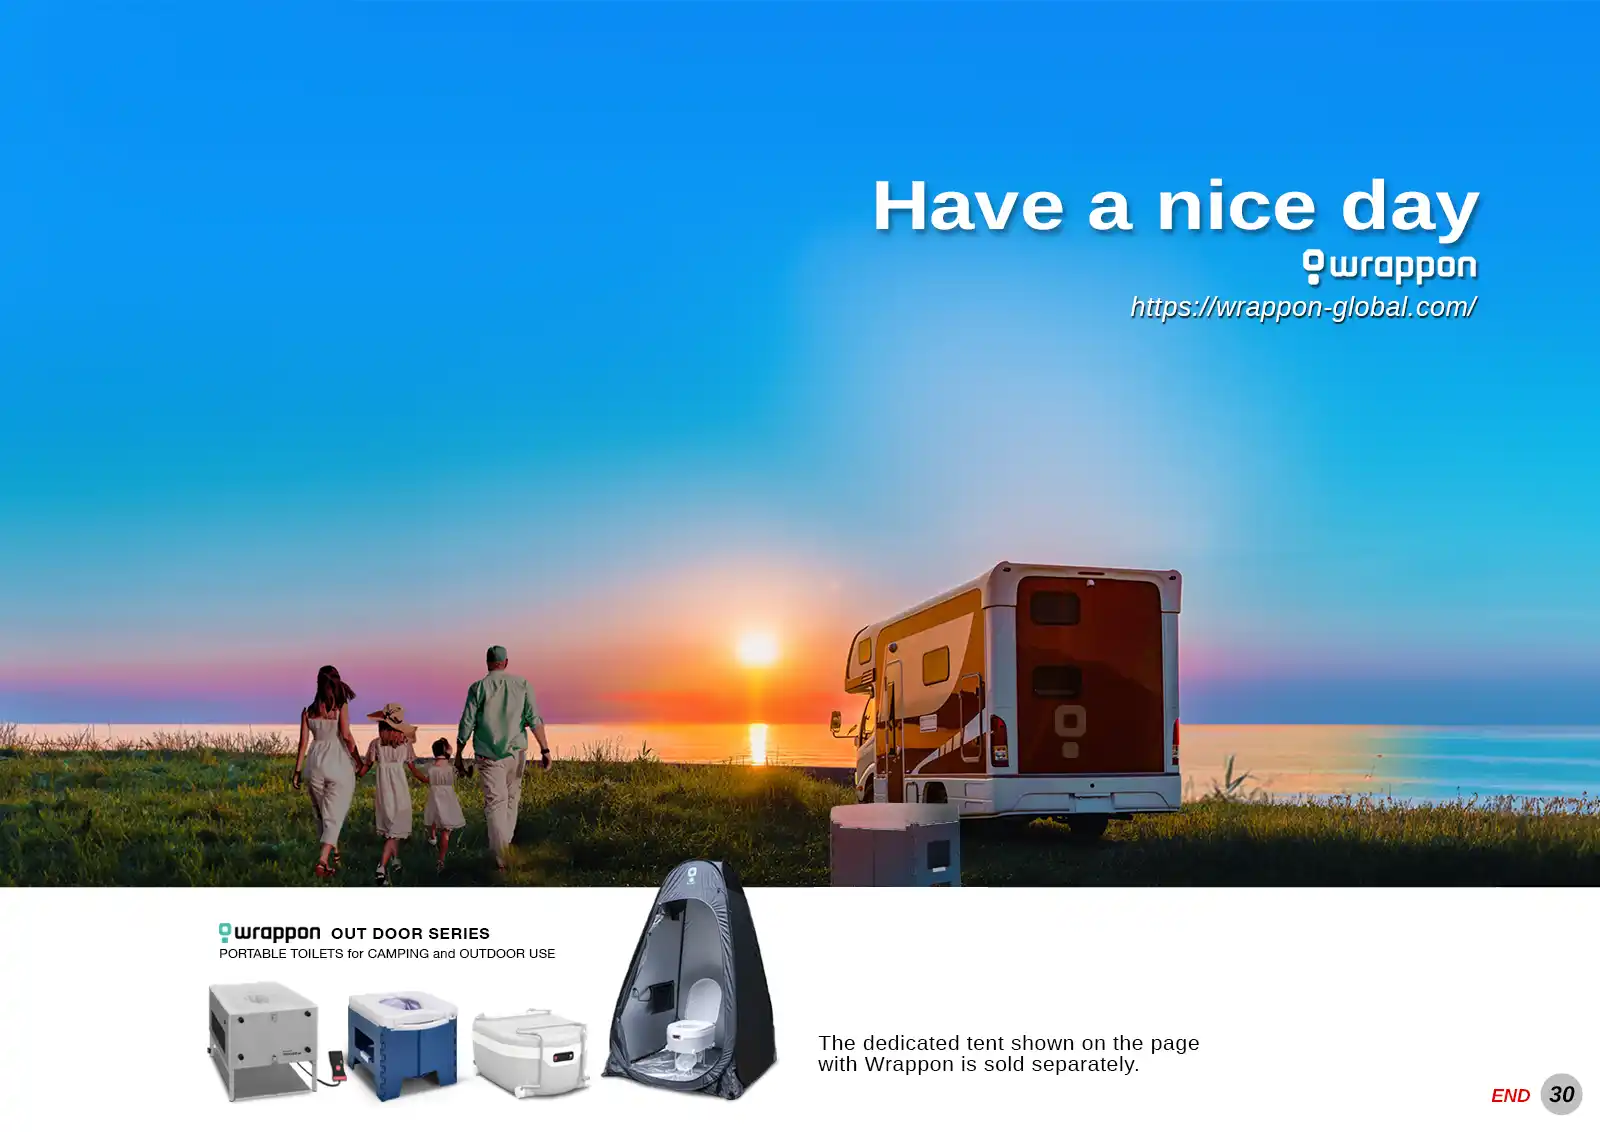 Have a nice day
wrappon
https://wrappon-global.com/
wrappon OUT DOOR SERIES
PORTABLE TOILETS for CAMPING and OUTDOOR USE
The dedicated tent shown on the page
with Wrappon is sold separately.
END 30